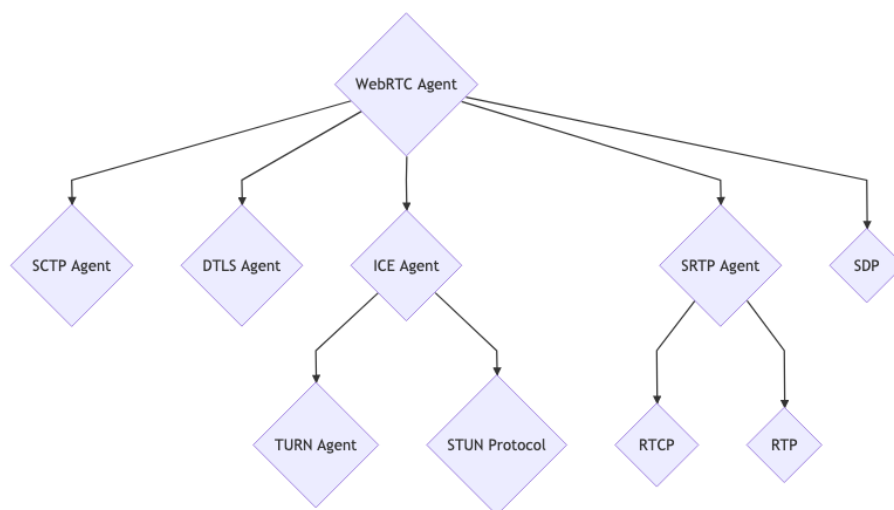 WebRTC Agent
SCTP Agent
DTLS Agent
ICE Agent
SRTP Agent
SDP
TURN Agent
STUN Protocol
RTCP
RTP